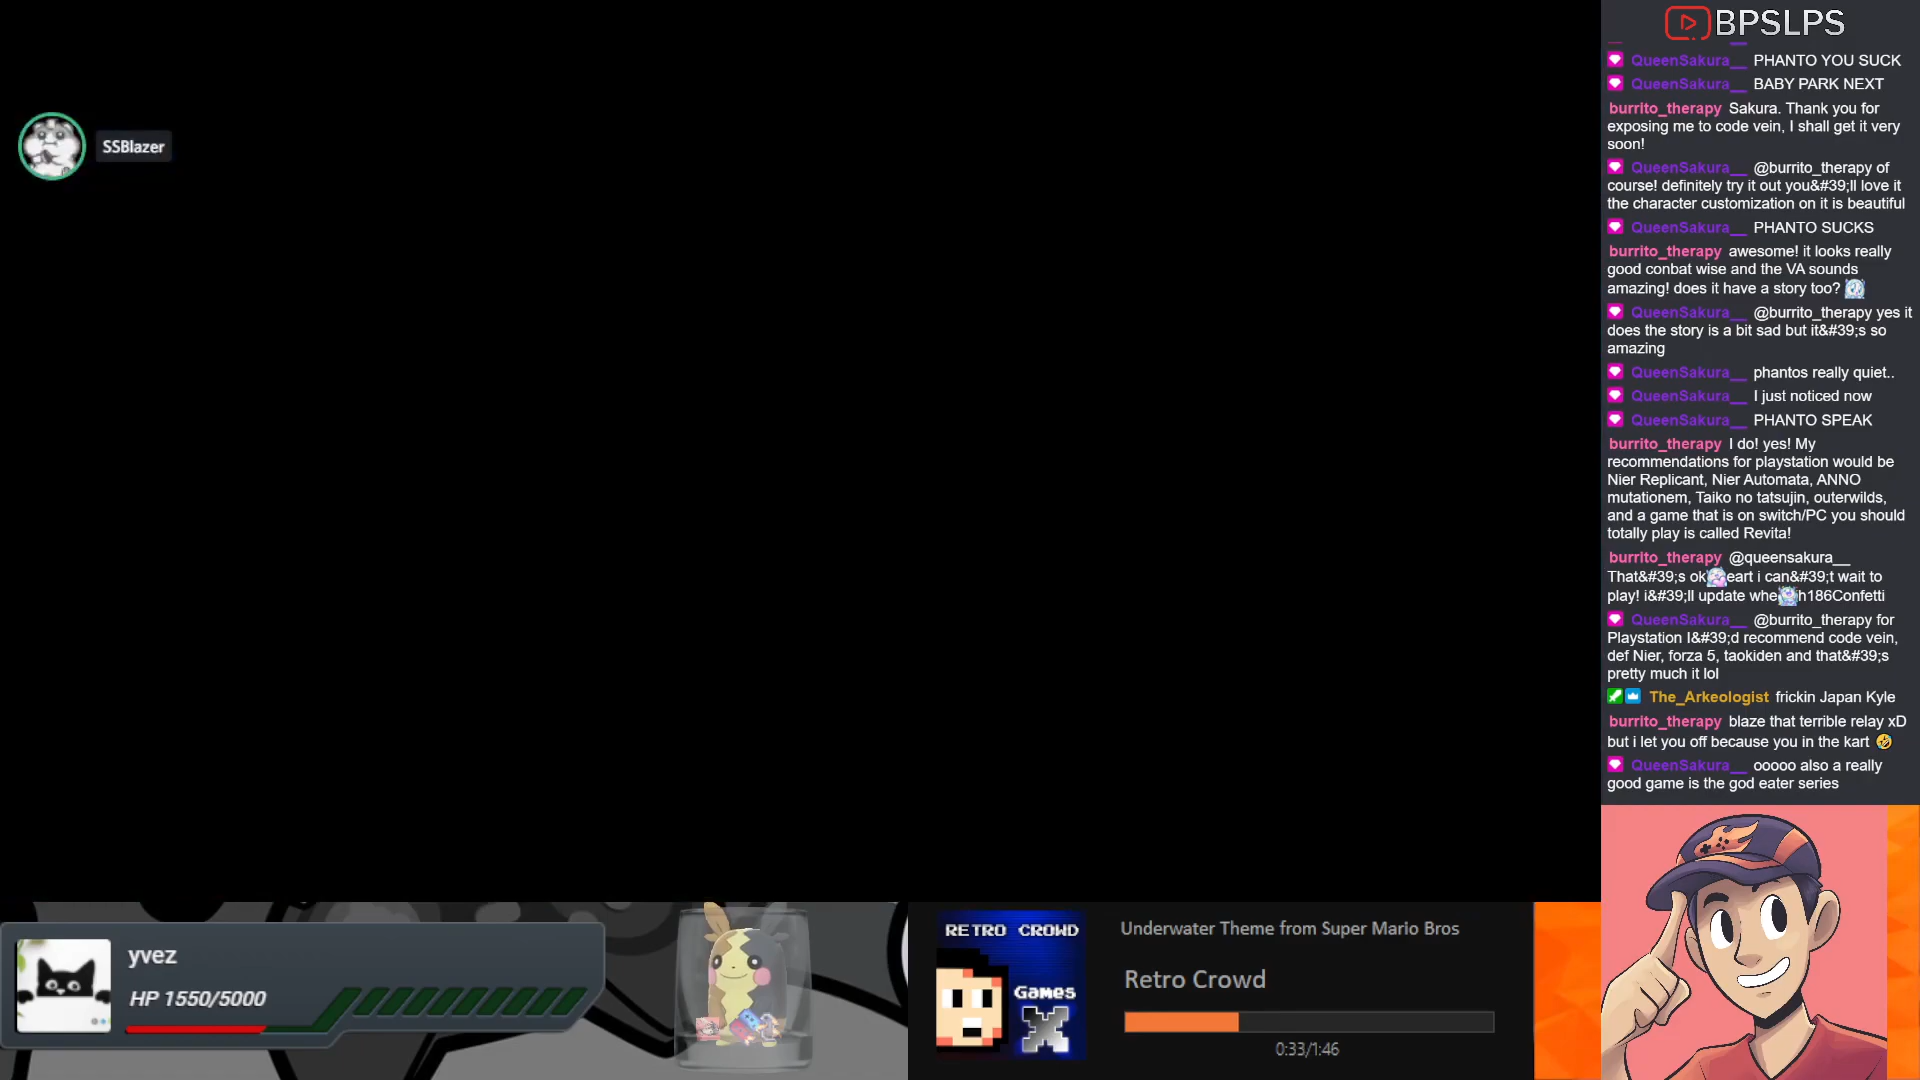 BPSLPS
QueenSakura__ PHANTO YOU SUCK
QueenSakura__ BABY PARK NEXT
burrito_therapy Sakura. Thank you for
exposing me to code vein, I shall get it very
soon!
QueenSakura__ @burrito_therapy of
course! definitely try it out you&#39;ll love it
the character customization on it is beautiful
QueenSakura__ PHANTO SUCKS
burrito_therapy awesome! it looks really
good conbat wise and the VA sounds
amazing! does it have a story too?
QueenSakura__ @burrito_therapy yes it
does the story is a bit sad but it&#39;s so
amazing
QueenSakura__ phantos really quiet..
QueenSakura__ I just noticed now
QueenSakura__ PHANTO SPEAK
burrito_therapy I do! yes! My
recommendations for playstation would be
Nier Replicant, Nier Automata, ANNO
mutationem, Taiko no tatsujin, outerwilds,
and a game that is on switch/PC you should
totally play is called Revita!
burrito_therapy @queensakura__
That&#39;s ok eart i can&#39;t wait to
play! i&#39;ll update whe h186Confetti
QueenSakura__ @burrito_therapy for
Playstation I&#39;d recommend code vein,
def Nier, forza 5, taokiden and that&#39;s
pretty much it lol
The_Arkeologist frickin Japan Kyle
burrito_therapy blaze that terrible relay xD
but i let you off because you in the kart 🤣
QueenSakura__ ooooo also a really
good game is the god eater series
SSBlazer
yvez
HP 1550/5000
RETRO CROWD
Games
X
Underwater Theme from Super Mario Bros
Retro Crowd
0:33/1:46